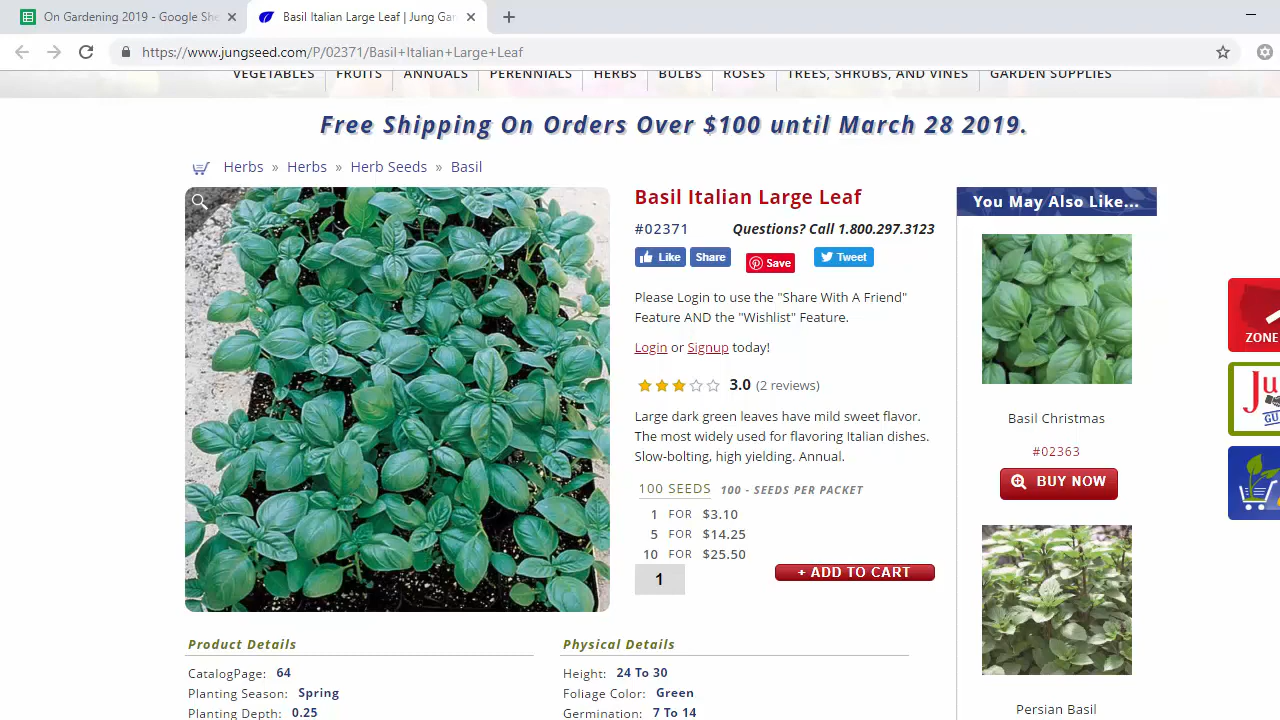 On Gardening 2019 - Google She
Basil Italian Large Leaf | Jung Gar
https://www.jungseed.com/P/02371/Basil+Italian+Large+Leaf
VEGETABLES FRUITS ANNUALS PERENNIALS HERBS BULBS ROSES TREES, SHRUBS, AND VINES GARDEN SUPPLIES
Free Shipping On Orders Over $100 until March 28 2019.
Herbs » Herbs » Herb Seeds » Basil
Basil Italian Large Leaf
#02371 Questions? Call 1.800.297.3123
Like Share Save Tweet
Please Login to use the "Share With A Friend"
Feature AND the "Wishlist" Feature.
Login or Signup today!
3.0 (2 reviews)
Large dark green leaves have mild sweet flavor.
The most widely used for flavoring Italian dishes.
Slow-bolting, high yielding. Annual.
100 SEEDS 100 - SEEDS PER PACKET
1 FOR $3.10
5 FOR $14.25
10 FOR $25.50
1 + ADD TO CART
Product Details
CatalogPage: 64
Planting Season: Spring
Planting Depth: 0.25
Physical Details
Height: 24 To 30
Foliage Color: Green
Germination: 7 To 14
You May Also Like...
Basil Christmas
#02363
BUY NOW
Persian Basil
ZONE
Ju
GU